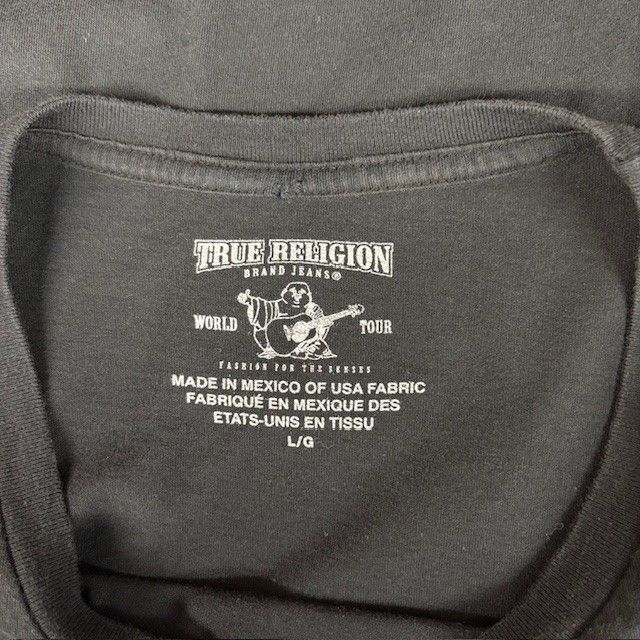 TRUE RELIGION
BRAND JEANS®
WORLD TOUR
FASHION FOR THE SENSES
MADE IN MEXICO OF USA FABRIC
FABRIQUÉ EN MEXIQUE DES
ETATS-UNIS EN TISSU
L/G